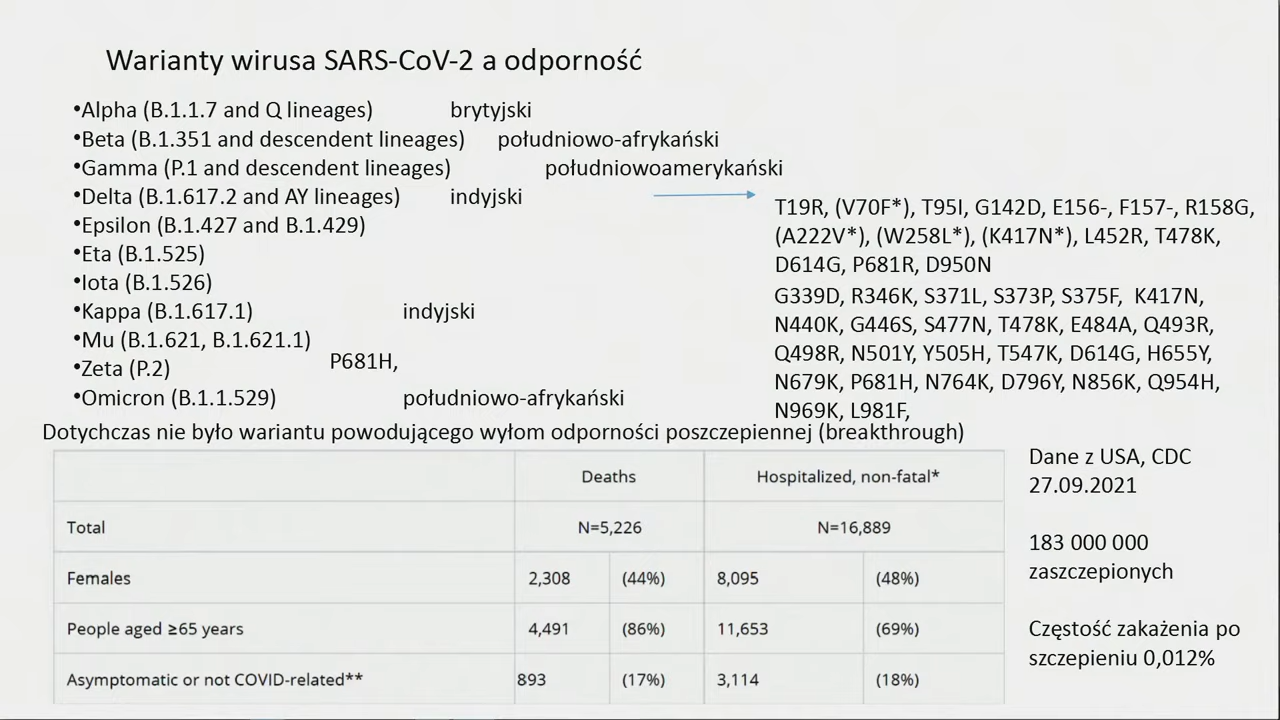 Warianty wirusa SARS-CoV-2 a odporność
•Alpha (B.1.1.7 and Q lineages) brytyjski
•Beta (B.1.351 and descendent lineages) południowo-afrykański
•Gamma (P.1 and descendent lineages) południowoamerykański
•Delta (B.1.617.2 and AY lineages) indyjski
•Epsilon (B.1.427 and B.1.429)
•Eta (B.1.525)
•Iota (B.1.526)
•Kappa (B.1.617.1) indyjski
•Mu (B.1.621, B.1.621.1)
•Zeta (P.2)
P681H,
•Omicron (B.1.1.529) południowo-afrykański
T19R, (V70F*), T95I, G142D, E156-, F157-, R158G,
(A222V*), (W258L*), (K417N*), L452R, T478K,
D614G, P681R, D950N
G339D, R346K, S371L, S373P, S375F, K417N,
N440K, G446S, S477N, T478K, E484A, Q493R,
Q498R, N501Y, Y505H, T547K, D614G, H655Y,
N679K, P681H, N764K, D796Y, N856K, Q954H,
N969K, L981F,
Dotychczas nie było wariantu powodującego wyłom odporności poszczepiennej (breakthrough)
Deaths Hospitalized, non-fatal*
Total N=5,226 N=16,889
Females 2,308 (44%) 8,095 (48%)
People aged ≥65 years 4,491 (86%) 11,653 (69%)
Asymptomatic or not COVID-related** 893 (17%) 3,114 (18%)
Dane z USA, CDC
27.09.2021
183 000 000
zaszczepionych
Częstość zakażenia po
szczepieniu 0,012%